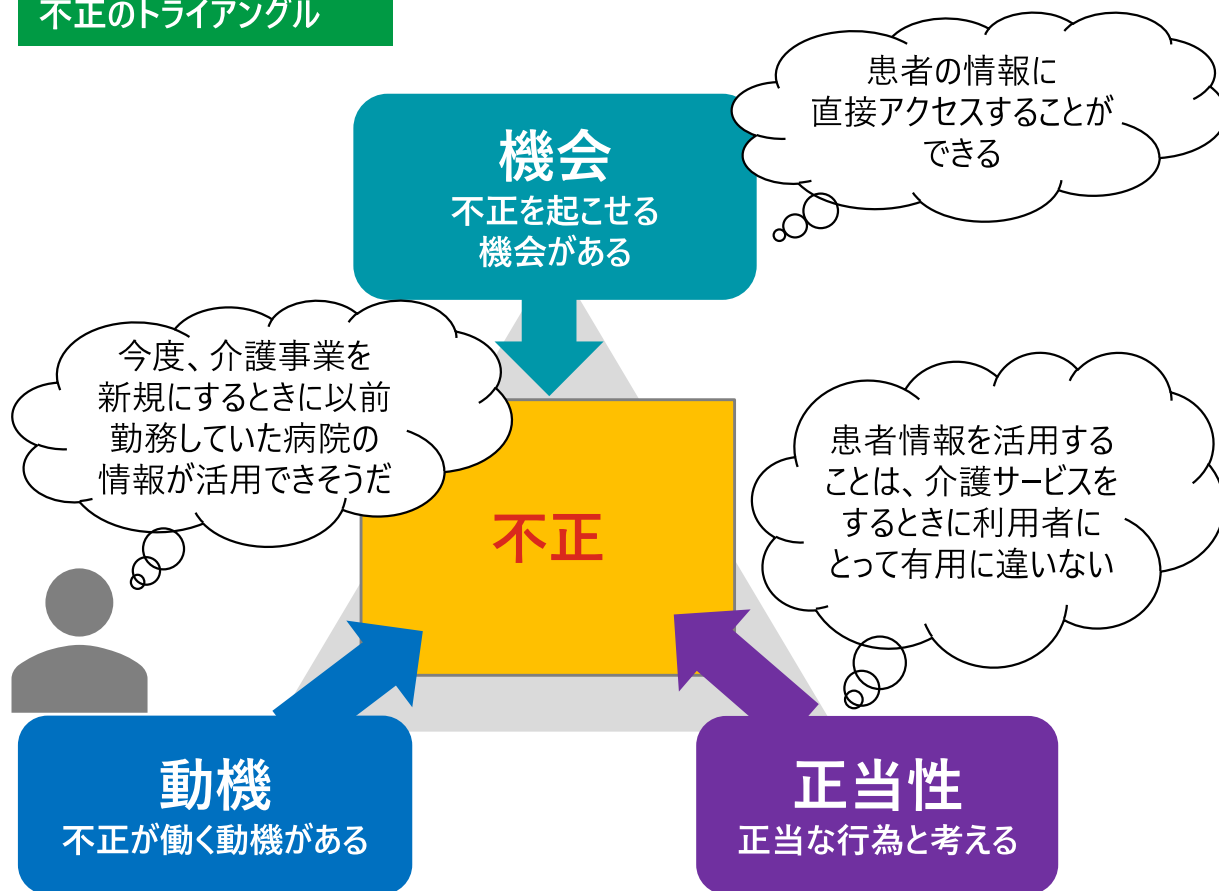 不正のトライアングル
患者の情報に
直接アクセスすることが
できる
機会
不正を起こせる
機会がある
今度、介護事業を
新規にするときに以前
勤務していた病院の
情報が活用できそうだ
患者情報を活用する
ことは、介護サービスを
するときに利用者に
とって有用に違いない
不正
動機
不正が働く動機がある
正当性
正当な行為と考える